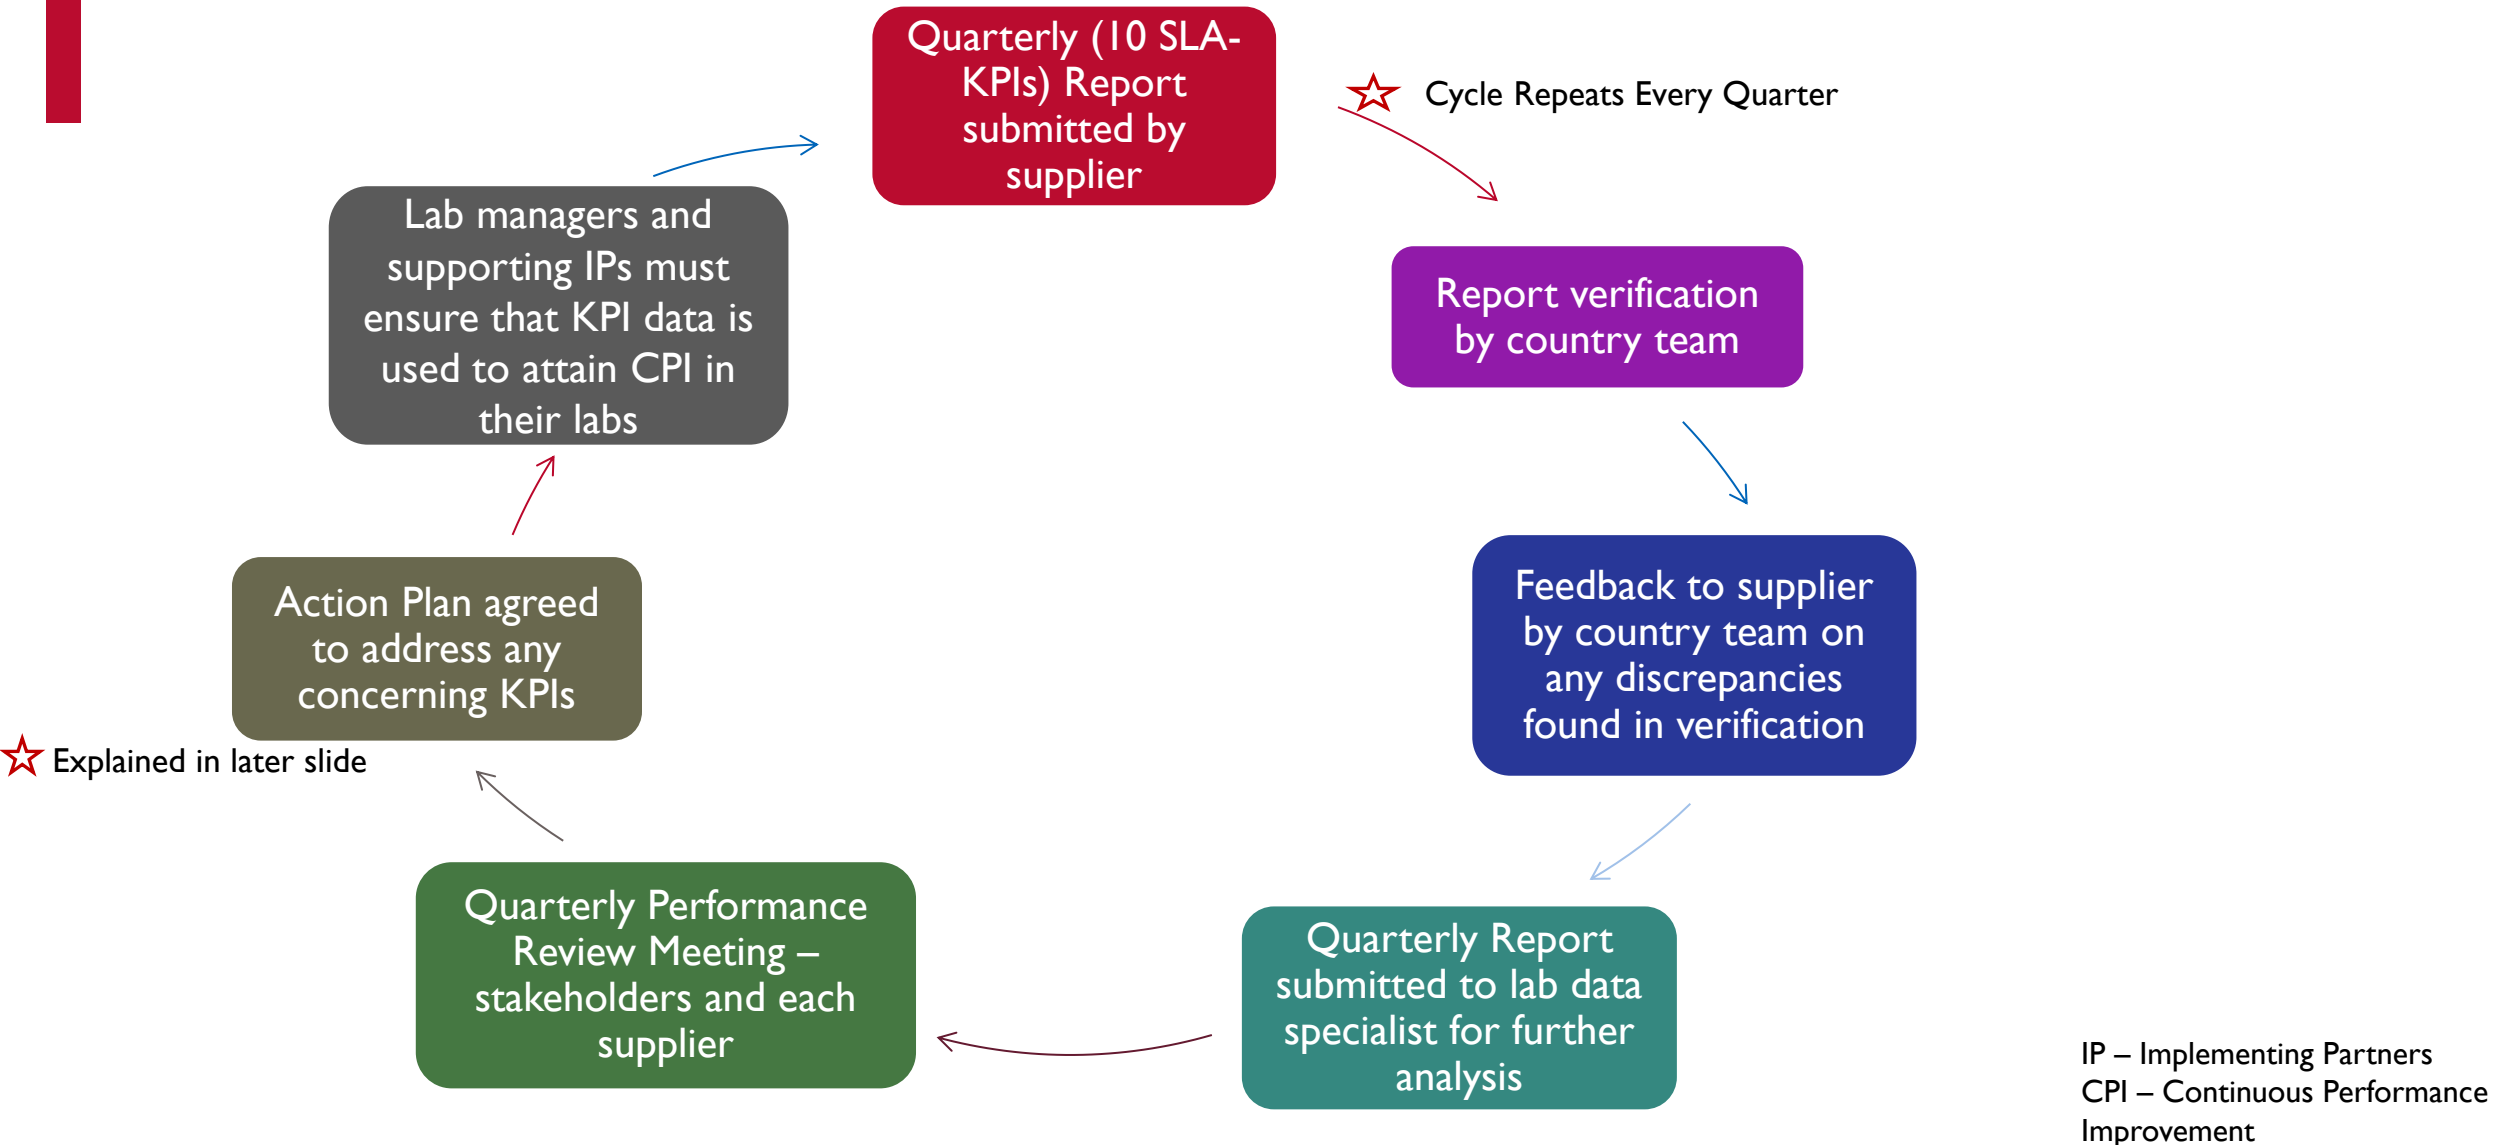 Quarterly (10 SLA-
KPIs) Report
submitted by
supplier
Cycle Repeats Every Quarter
Report verification
by country team
Feedback to supplier
by country team on
any discrepancies
found in verification
Quarterly Report
submitted to lab data
specialist for further
analysis
Quarterly Performance
Review Meeting –
stakeholders and each
supplier
Action Plan agreed
to address any
concerning KPIs
Explained in later slide
Lab managers and
supporting IPs must
ensure that KPI data is
used to attain CPI in
their labs
IP – Implementing Partners
CPI – Continuous Performance
Improvement